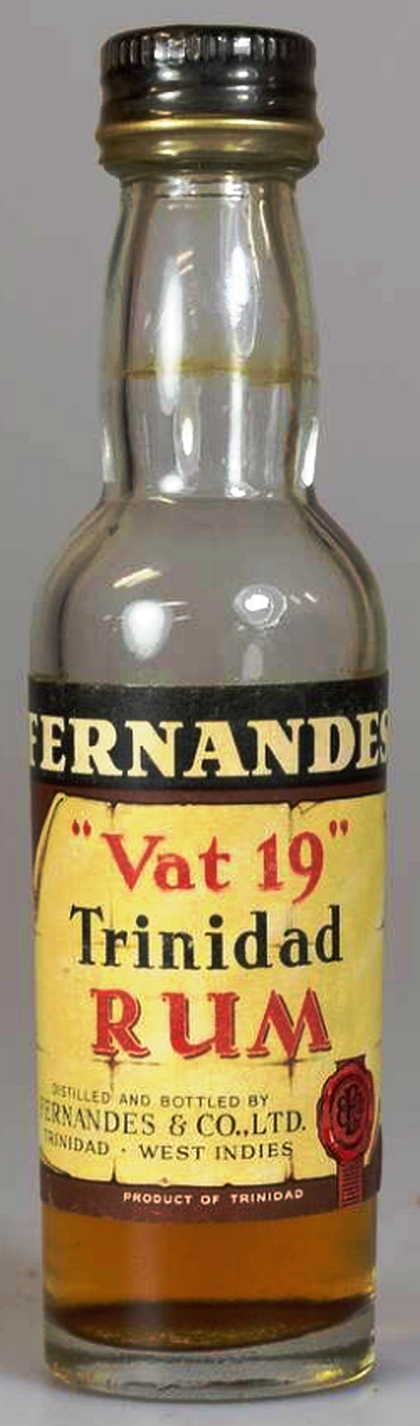 FERNANDES
"Vat 19"
Trinidad
RUM
DISTILLED AND BOTTLED BY
FERNANDES & CO.,LTD.
TRINIDAD · WEST INDIES
PRODUCT OF TRINIDAD